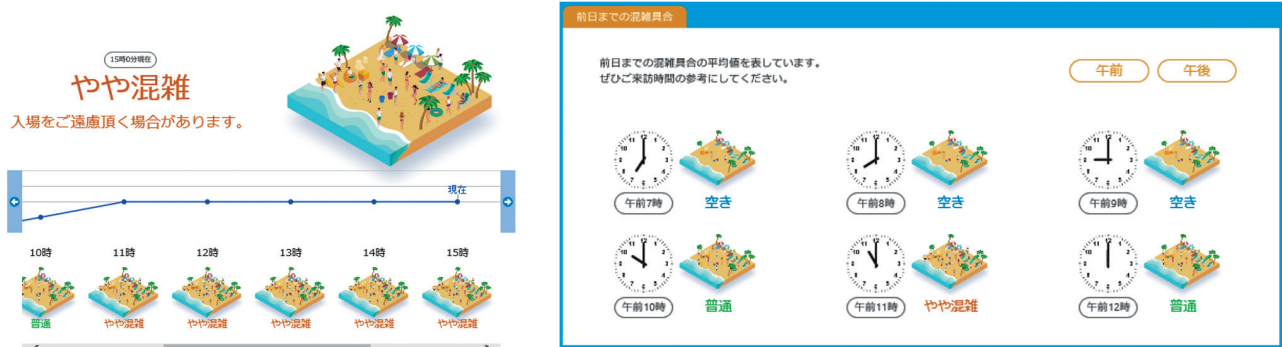 15時0分現在
やや混雑
入場をご遠慮頂く場合があります。
現在
10時 11時 12時 13時 14時 15時
普通 やや混雑 やや混雑 やや混雑 やや混雑 やや混雑
前日までの混雑具合
前日までの混雑具合の平均値を表しています。
ぜひご来訪時間の参考にしてください。
午前 午後
午前7時 空き 午前8時 空き 午前9時 空き
午前10時 普通 午前11時 やや混雑 午前12時 普通